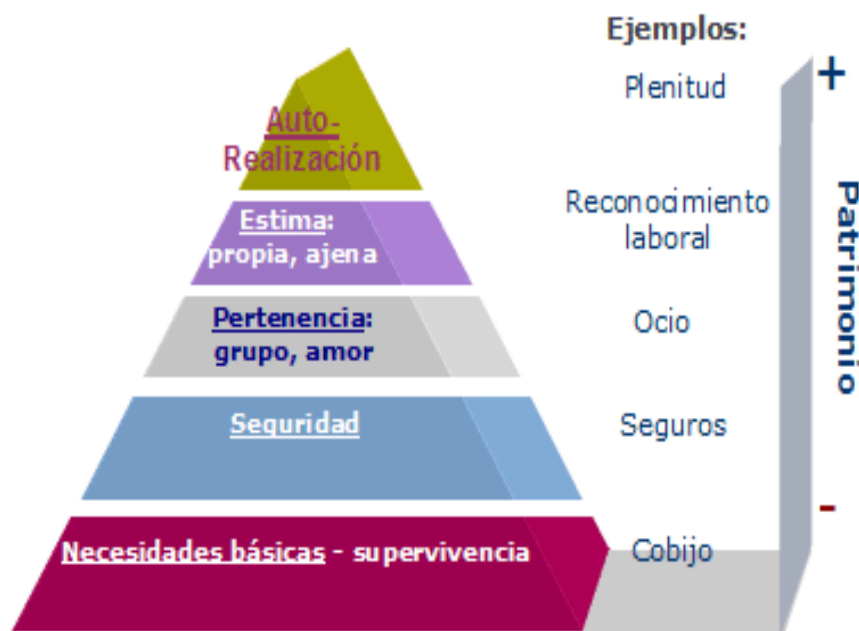 Ejemplos:
+
Plenitud
Auto-
Realización
Reconocimiento
laboral
Estima:
propia, ajena
Pertenencia:
grupo, amor
Ocio
Seguridad
Seguros
-
Necesidades básicas - supervivencia
Cobijo
Patrimonio